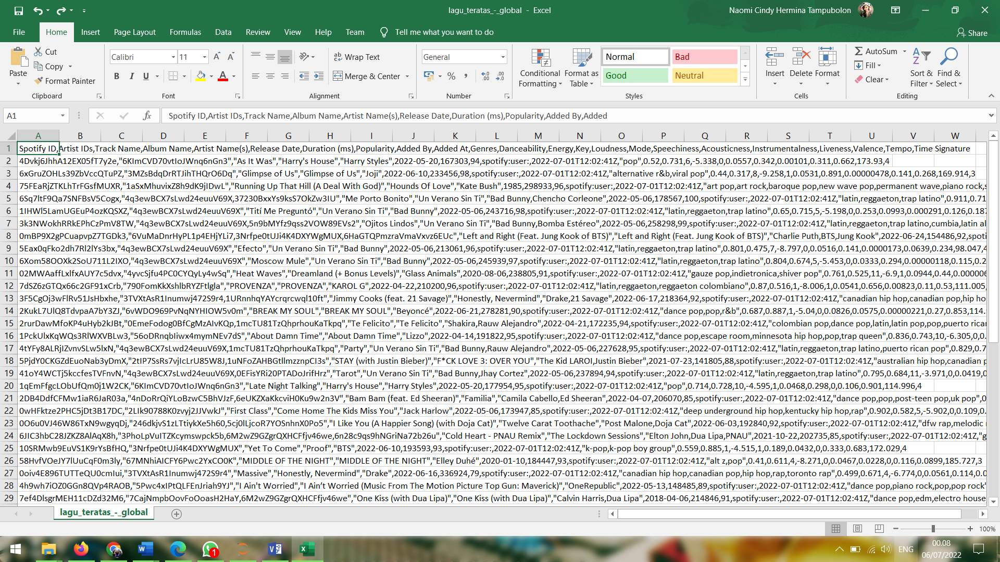 lagu_teratas_-_global - Excel
Naomi Cindy Hermina Tampubolon
File Home Insert Page Layout Formulas Data Review View Help Team Tell me what you want to do
Share
Paste
Cut
Copy
Format Painter
Clipboard
Calibri 11
B I U
Font
Wrap Text
Merge & Center
Alignment
General
Number
Conditional Formatting
Format as Table
Normal Bad
Good Neutral
Styles
Insert Delete Format
Cells
AutoSum
Fill
Clear
Sort & Filter
Find & Select
Editing
A1
fx
Spotify ID,Artist IDs,Track Name,Album Name,Artist Name(s),Release Date,Duration (ms),Popularity,Added By,Added
A B C D E F G H I J K L M N O P Q R S T U V W
1 Spotify ID,Artist IDs,Track Name,Album Name,Artist Name(s),Release Date,Duration (ms),Popularity,Added By,Added At,Genres,Danceability,Energy,Key,Loudness,Mode,Speechiness,Acousticness,Instrumentalness,Liveness,Valence,Tempo,Time Signature
2 4Dvkj6JhhA12EX05fT7y2e,"6KImCVD70vtIoJWnq6nGn3","As It Was","Harry's House","Harry Styles",2022-05-20,167303,94,spotify:user:,2022-07-01T12:02:41Z,"pop",0.52,0.731,6,-5.338,0,0.0557,0.342,0.00101,0.311,0.662,173.93,4
3 6xGruZOHLs39ZbVccQTuPZ,"3MZsBdqDrRTJihTHQrO6Dq","Glimpse of Us","Glimpse of Us","Joji",2022-06-10,233456,98,spotify:user:,2022-07-01T12:02:41Z,"alternative r&b,viral pop",0.44,0.317,8,-9.258,1,0.0531,0.891,0.00000478,0.141,0.268,169.914,3
4 75FEaRjZTKLhTrFGsfMUXR,"1aSxMhuvixZ8h9dK9jIDwL","Running Up That Hill (A Deal With God)","Hounds Of Love","Kate Bush",1985,298933,96,spotify:user:,2022-07-01T12:02:41Z,"art pop,art rock,baroque pop,new wave pop,permanent wave,piano rock,s
5 6Sq7ltF9Qa7SNFBsV5Cogx,"4q3ewBCX7sLwd24euuV69X,37230BxxYs9ksS7OkZw3IU","Me Porto Bonito","Un Verano Sin Ti","Bad Bunny,Chencho Corleone",2022-05-06,178567,100,spotify:user:,2022-07-01T12:02:41Z,"latin,reggaeton,trap latino",0.911,0.71
6 1IHWl5LamUGEuP4ozKQSXZ,"4q3ewBCX7sLwd24euuV69X","Tití Me Preguntó","Un Verano Sin Ti","Bad Bunny",2022-05-06,243716,98,spotify:user:,2022-07-01T12:02:41Z,"latin,reggaeton,trap latino",0.65,0.715,5,-5.198,0,0.253,0.0993,0.000291,0.126,0.187
7 3k3NWokhRRkEPhCzPmV8TW,"4q3ewBCX7sLwd24euuV69X,5n9bMYfz9qss2VOW89EVs2","Ojitos Lindos","Un Verano Sin Ti","Bad Bunny,Bomba Estéreo",2022-05-06,258298,99,spotify:user:,2022-07-01T12:02:41Z,"latin,reggaeton,trap latino,cumbia,latin al
8 0mBP9X2gPCuapvpZ7TGDk3,"6VuMaDnrHyPL1p4EHjYLi7,3Nrfpe0tUJi4K4DXYWgMUX,6HaGTQPmzraVmaVxvz6EUc","Left and Right (Feat. Jung Kook of BTS)","Left and Right (Feat. Jung Kook of BTS)","Charlie Puth,BTS,Jung Kook",2022-06-24,154486,92,spoti
9 5Eax0qFko2dh7Rl2lYs3bx,"4q3ewBCX7sLwd24euuV69X","Efecto","Un Verano Sin Ti","Bad Bunny",2022-05-06,213061,96,spotify:user:,2022-07-01T12:02:41Z,"latin,reggaeton,trap latino",0.801,0.475,7,-8.797,0,0.0516,0.141,0.0000173,0.0639,0.234,98.047,4
10 6Xom58OOXk2SoU711L2IXO,"4q3ewBCX7sLwd24euuV69X","Moscow Mule","Un Verano Sin Ti","Bad Bunny",2022-05-06,245939,97,spotify:user:,2022-07-01T12:02:41Z,"latin,reggaeton,trap latino",0.804,0.674,5,-5.453,0,0.0333,0.294,0.00000118,0.115,0.2
11 02MWAaffLxlfxAUY7c5dvx,"4yvcSjfu4PC0CYQyLy4wSq","Heat Waves","Dreamland (+ Bonus Levels)","Glass Animals",2020-08-06,238805,91,spotify:user:,2022-07-01T12:02:41Z,"gauze pop,indietronica,shiver pop",0.761,0.525,11,-6.9,1,0.0944,0.44,0.000006
12 7dSZ6zGTQx66c2GF91xCrb,"790FomKkXshlbRYZFtlgla","PROVENZA","PROVENZA","KAROL G",2022-04-22,210200,96,spotify:user:,2022-07-01T12:02:41Z,"latin,reggaeton,reggaeton colombiano",0.87,0.516,1,-8.006,1,0.0541,0.656,0.00823,0.11,0.53,111.005,
13 3F5CgOj3wFlRv51JsHbxhe,"3TVXtAsR1Inumwj472S9r4,1URnnhqYAYcrqrcwql10ft","Jimmy Cooks (feat. 21 Savage)","Honestly, Nevermind","Drake,21 Savage",2022-06-17,218364,92,spotify:user:,2022-07-01T12:02:41Z,"canadian hip hop,canadian pop,hip ho
14 2KukL7UlQ8TdvpaA7bY3ZJ,"6vWDO969PvNqNYHIOW5v0m","BREAK MY SOUL","BREAK MY SOUL","Beyoncé",2022-06-21,278281,90,spotify:user:,2022-07-01T12:02:41Z,"dance pop,pop,r&b",0.687,0.887,1,-5.04,0,0.0826,0.0575,0.00000221,0.27,0.853,114.
15 2rurDawMfoKP4uHyb2kJBt,"0EmeFodog0BfCgMzAIvKQp,1mcTU81TzQhprhouKaTkpq","Te Felicito","Te Felicito","Shakira,Rauw Alejandro",2022-04-21,172235,94,spotify:user:,2022-07-01T12:02:41Z,"colombian pop,dance pop,latin,latin pop,pop,puerto rica
16 1PckUlxKqWQs3RlWXVBLw3,"56oDRnqbIiwx4mymNEv7dS","About Damn Time","About Damn Time","Lizzo",2022-04-14,191822,95,spotify:user:,2022-07-01T12:02:41Z,"dance pop,escape room,minnesota hip hop,pop,trap queen",0.836,0.743,10,-6.305,0,0.
17 4tYFy8ALRjIZvnvSLw5lxN,"4q3ewBCX7sLwd24euuV69X,1mcTU81TzQhprhouKaTkpq","Party","Un Verano Sin Ti","Bad Bunny,Rauw Alejandro",2022-05-06,227628,95,spotify:user:,2022-07-01T12:02:41Z,"latin,reggaeton,trap latino,puerto rican pop",0.829,0.7
18 5PjdY0CKGZdEuoNab3yDmX,"2tIP7SsRs7vjIcLrU85W8J,1uNFoZAHBGtllmzznpCI3s","STAY (with Justin Bieber)","F*CK LOVE 3: OVER YOU","The Kid LAROI,Justin Bieber",2021-07-23,141805,88,spotify:user:,2022-07-01T12:02:41Z,"australian hip hop,canadian p
19 41oY4WCTj5kccfesTVFnvN,"4q3ewBCX7sLwd24euuV69X,0EFisYRi20PTADoJrifHrz","Tarot","Un Verano Sin Ti","Bad Bunny,Jhay Cortez",2022-05-06,237894,94,spotify:user:,2022-07-01T12:02:41Z,"latin,reggaeton,trap latino",0.795,0.684,11,-3.971,0,0.0419,0
20 1qEmFfgcLObUfQm0j1W2CK,"6KImCVD70vtIoJWnq6nGn3","Late Night Talking","Harry's House","Harry Styles",2022-05-20,177954,95,spotify:user:,2022-07-01T12:02:41Z,"pop",0.714,0.728,10,-4.595,1,0.0468,0.298,0,0.106,0.901,114.996,4
21 2DB4DdfCFMw1iaR6JaR03a,"4nDoRrQiYLoBzwC5BhVJzF,6eUKZXaKkcviH0Ku9w2n3V","Bam Bam (feat. Ed Sheeran)","Familia","Camila Cabello,Ed Sheeran",2022-04-07,206070,85,spotify:user:,2022-07-01T12:02:41Z,"dance pop,pop,post-teen pop,uk pop",0
22 0wHFktze2PHC5jDt3B17DC,"2LIk90788K0zvyj2JJVwkJ","First Class","Come Home The Kids Miss You","Jack Harlow",2022-05-06,173947,85,spotify:user:,2022-07-01T12:02:41Z,"deep underground hip hop,kentucky hip hop,rap",0.902,0.582,5,-5.902,0,0.109,0.
23 0O6u0VJ46W86TxN9wgyqDj,"246dkjvS1zLTtiykXe5h60,5cj0lLjcoR7YOSnhnX0Po5","I Like You (A Happier Song) (with Doja Cat)","Twelve Carat Toothache","Post Malone,Doja Cat",2022-06-03,192840,92,spotify:user:,2022-07-01T12:02:41Z,"dfw rap,melodic r
24 6JIC3hbC28JZKZ8AlAqX8h,"3PhoLpVuITZKcymswpck5b,6M2wZ9GZgrQXHCFfjv46we,6n28c9qs9hNGriNa72b26u","Cold Heart - PNAU Remix","The Lockdown Sessions","Elton John,Dua Lipa,PNAU",2021-10-22,202735,85,spotify:user:,2022-07-01T12:02:41Z,"g
25 10SRMwb9EuVS1K9rYsBfHQ,"3Nrfpe0tUJi4K4DXYWgMUX","Yet To Come","Proof","BTS",2022-06-10,193593,93,spotify:user:,2022-07-01T12:02:41Z,"k-pop,k-pop boy group",0.559,0.885,1,-4.515,1,0.189,0.0432,0,0.333,0.683,172.029,4
26 58HvfVOeJY7lUuCqF0m3ly,"67MNhiAICFY6Pwc2YxCO0K","MIDDLE OF THE NIGHT","MIDDLE OF THE NIGHT","Elley Duhé",2020-01-10,184447,93,spotify:user:,2022-07-01T12:02:41Z,"alt z,pop",0.41,0.611,4,-8.271,0,0.0467,0.0228,0,0.116,0.0899,185.727,3
27 0oiv4E896TUTTeQU0cmIui,"3TVXtAsR1Inumwj472S9r4","Massive","Honestly, Nevermind","Drake",2022-06-16,336924,79,spotify:user:,2022-07-01T12:02:41Z,"canadian hip hop,canadian pop,hip hop,rap,toronto rap",0.499,0.671,4,-6.774,0,0.0561,0.114,0.0
28 4h9wh7iOZ0GGn8QVp4RAOB,"5Pwc4xIPtQLFEnJriah9YJ","I Ain't Worried","I Ain’t Worried (Music From The Motion Picture Top Gun: Maverick)","OneRepublic",2022-05-13,148485,89,spotify:user:,2022-07-01T12:02:41Z,"dance pop,piano rock,pop,pop rock"
29 7ef4DlsgrMEH11cDZd32M6,"7CajNmpbOovFoOoasH2HaY,6M2wZ9GZgrQXHCFfjv46we","One Kiss (with Dua Lipa)","One Kiss (with Dua Lipa)","Calvin Harris,Dua Lipa",2018-04-06,214846,91,spotify:user:,2022-07-01T12:02:41Z,"dance pop,edm,electro house
lagu_teratas_-_global
100%
1
ENG
00.08
06/07/2022